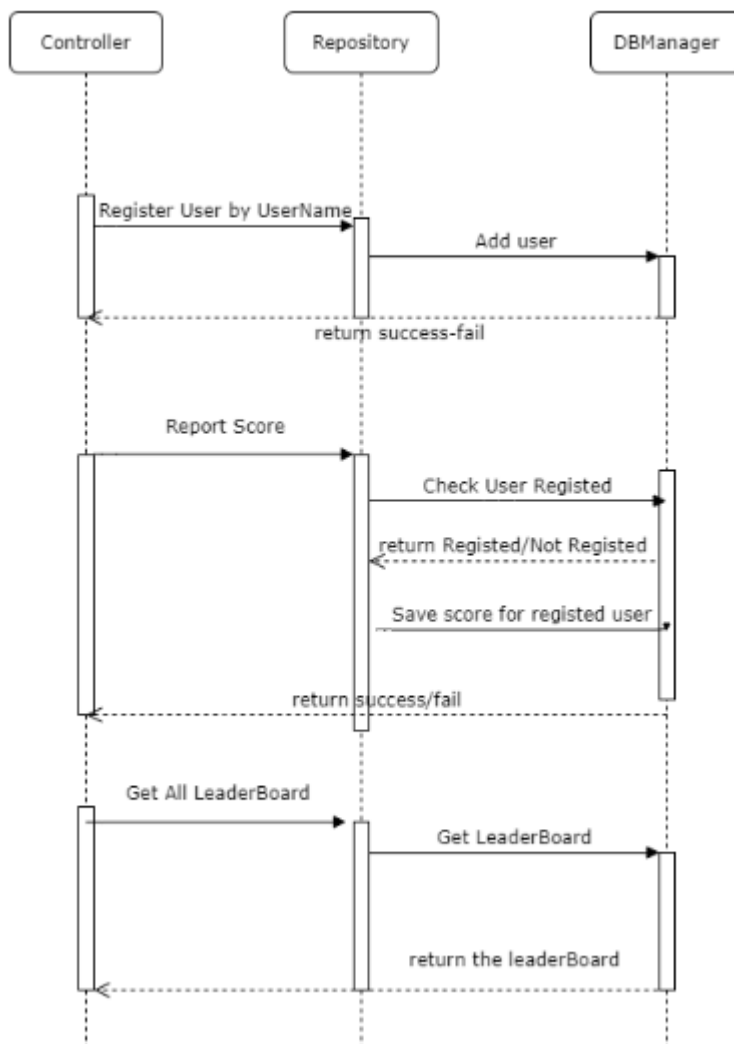 Controller
Repository
DBManager
Register User by UserName
Add user
return success-fail
Report Score
Check User Registed
return Registed/Not Registed
Save score for registed user
return success/fail
Get All LeaderBoard
Get LeaderBoard
return the leaderBoard